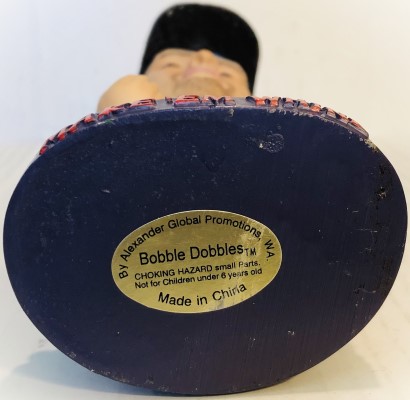 By Alexander Global Promotions, WA.
Bobble Dobbles TM
CHOKING HAZARD small Parts.
Not for Children under 6 years old
Made in China